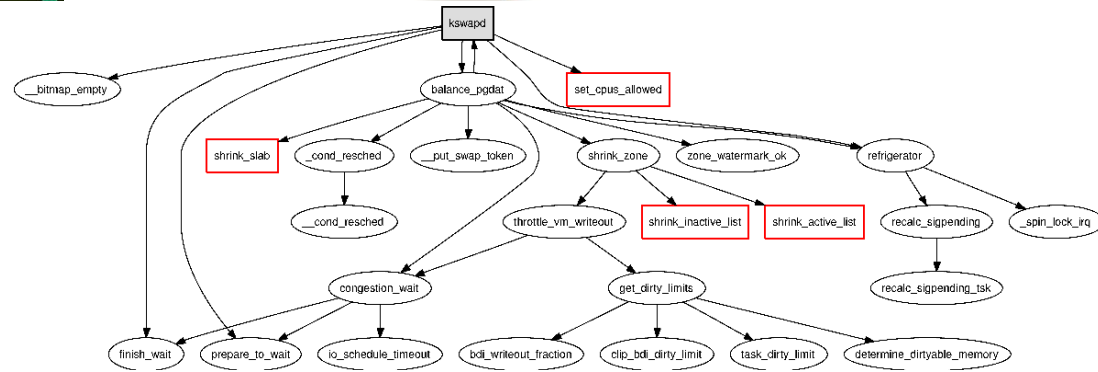 kswapd
__bitmap_empty
balance_pgdat
set_cpus_allowed
shrink_slab
_cond_resched
__put_swap_token
shrink_zone
zone_watermark_ok
refrigerator
__cond_resched
throttle_vm_writeout
shrink_inactive_list
shrink_active_list
recalc_sigpending
_spin_lock_irq
congestion_wait
get_dirty_limits
recalc_sigpending_tsk
finish_wait
prepare_to_wait
io_schedule_timeout
bdi_writeout_fraction
clip_bdi_dirty_limit
task_dirty_limit
determine_dirtyable_memory